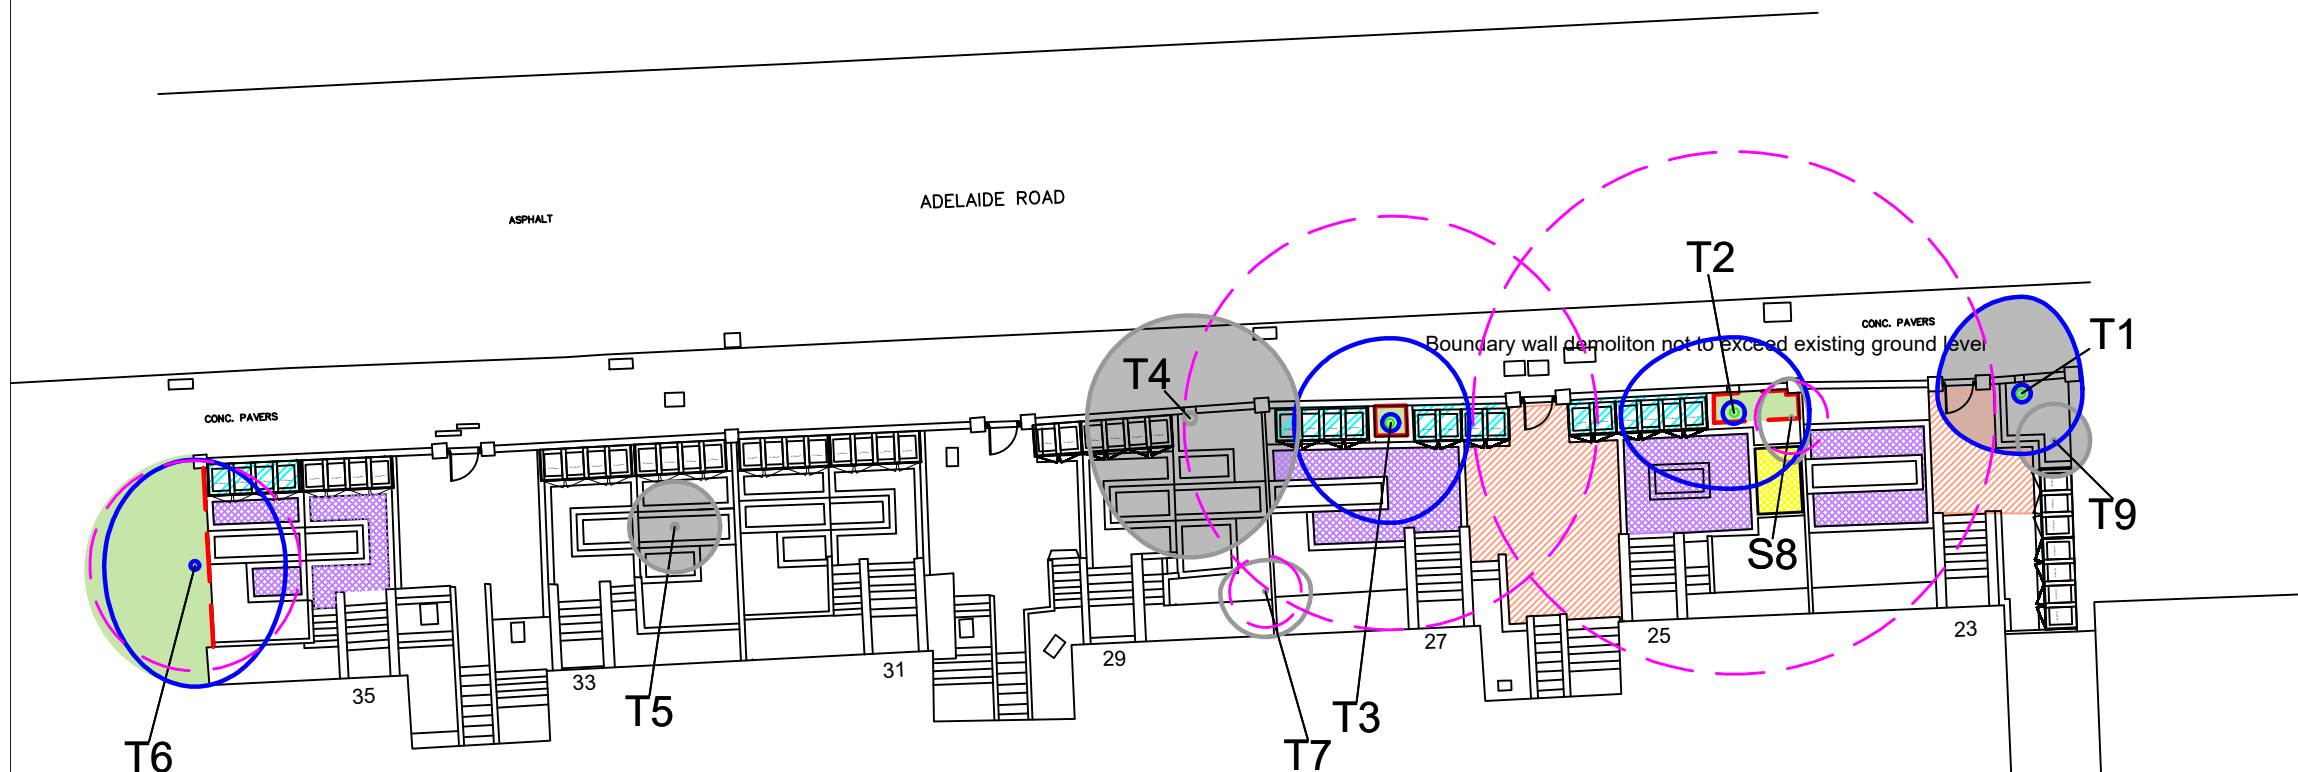 ADELAIDE ROAD
ASPHALT
T2
CONC. PAVERS
T1
Boundary wall demoliton not to exceed existing ground level
T4
CONC. PAVERS
T9
S8
23
25
27
29
31
33
35
T5
T3
T7
T6